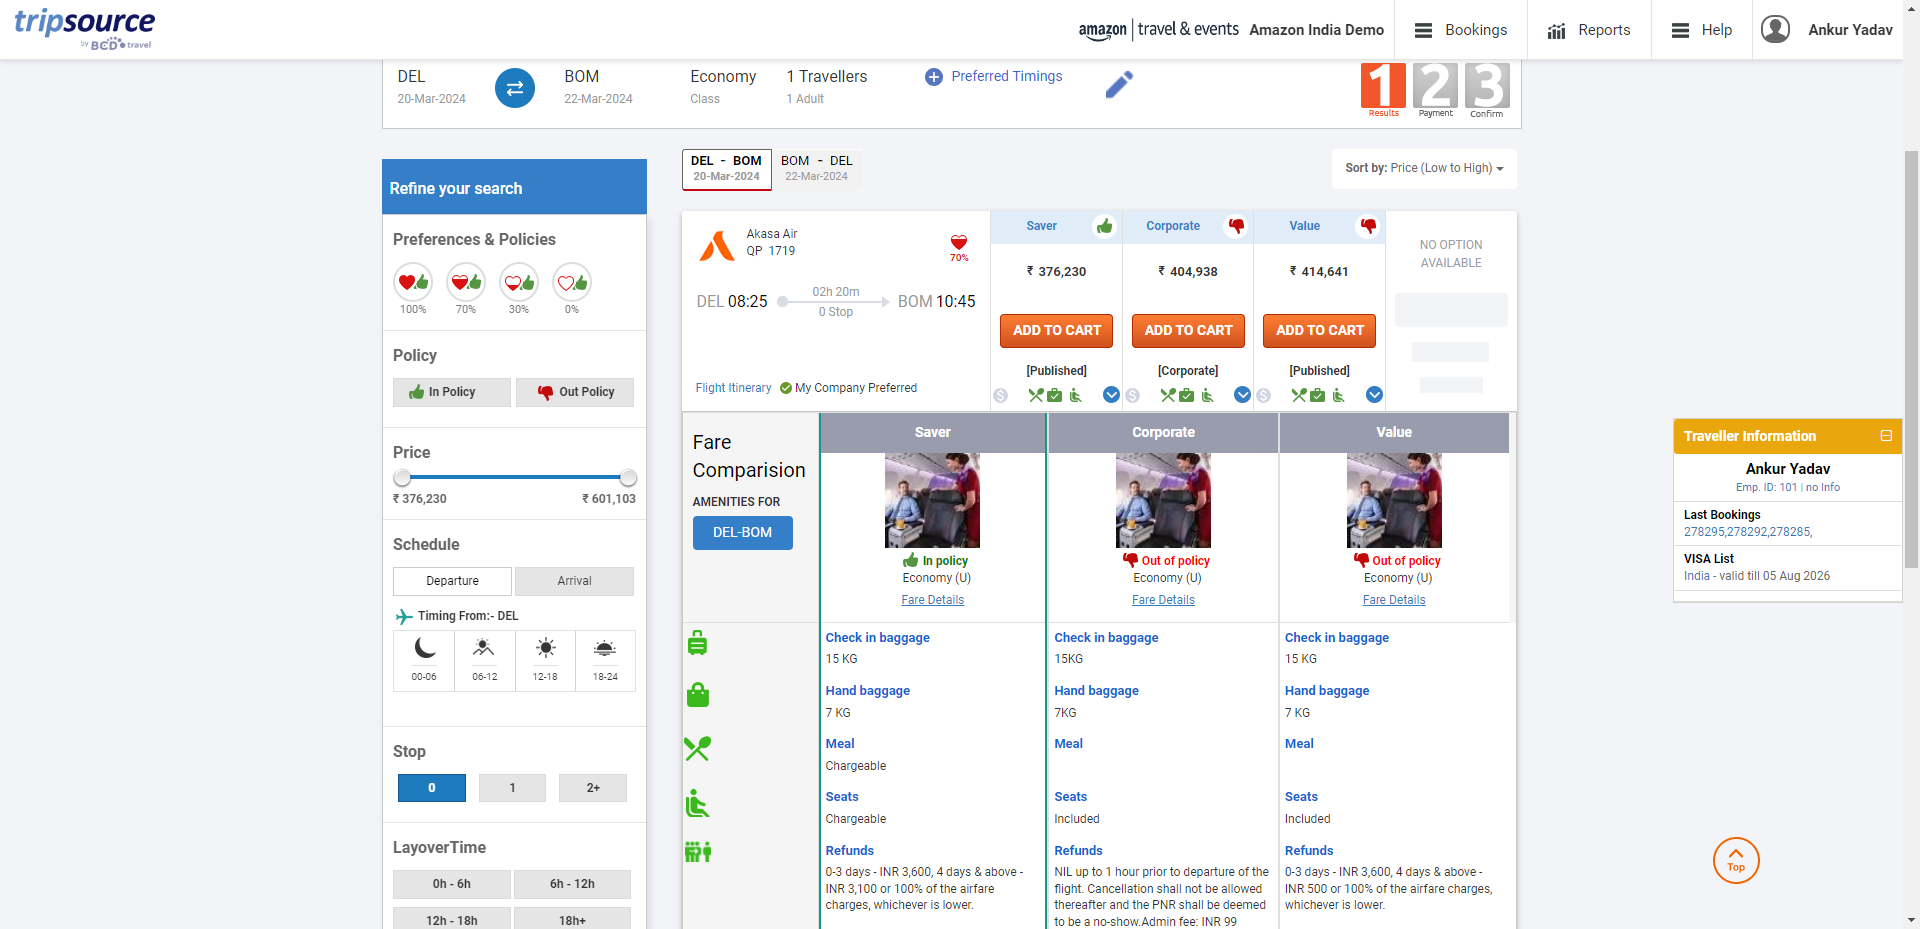 tripsource
by BCD travel
amazon | travel & events
Amazon India Demo
Bookings
Reports
Help
Ankur Yadav
DEL
20-Mar-2024
BOM
22-Mar-2024
Economy
Class
1 Travellers
1 Adult
Preferred Timings
1 2 3
Results Payment Confirm
Refine your search
Preferences & Policies
100% 70% 30% 0%
Policy
In Policy
Out Policy
Price
₹ 376,230 ₹ 601,103
Schedule
Departure
Arrival
Timing From:- DEL
00-06 06-12 12-18 18-24
Stop
0 1 2+
LayoverTime
0h - 6h 6h - 12h
12h - 18h 18h+
DEL - BOM
20-Mar-2024
BOM - DEL
22-Mar-2024
Sort by: Price (Low to High)
Akasa Air
QP 1719
70%
DEL 08:25
02h 20m
0 Stop
BOM 10:45
Flight Itinerary
My Company Preferred
Saver
₹ 376,230
ADD TO CART
[Published]
$
Corporate
₹ 404,938
ADD TO CART
[Corporate]
$
Value
₹ 414,641
ADD TO CART
[Published]
$
NO OPTION
AVAILABLE
Fare
Comparision
AMENITIES FOR
DEL-BOM
Saver
In policy
Economy (U)
Fare Details
Check in baggage
15 KG
Hand baggage
7 KG
Meal
Chargeable
Seats
Chargeable
Refunds
0-3 days - INR 3,600, 4 days & above -
INR 3,100 or 100% of the airfare
charges, whichever is lower.
Corporate
Out of policy
Economy (U)
Fare Details
Check in baggage
15KG
Hand baggage
7KG
Meal
Seats
Included
Refunds
NIL up to 1 hour prior to departure of the
flight. Cancellation shall not be allowed
thereafter and the PNR shall be deemed
to be a no-show.Admin fee: INR 99
Value
Out of policy
Economy (U)
Fare Details
Check in baggage
15 KG
Hand baggage
7 KG
Meal
Seats
Included
Refunds
0-3 days - INR 3,600, 4 days & above -
INR 500 or 100% of the airfare charges,
whichever is lower.
Traveller Information
Ankur Yadav
Emp. ID: 101 | no Info
Last Bookings
278295,278292,278285,
VISA List
India - valid till 05 Aug 2026
Top